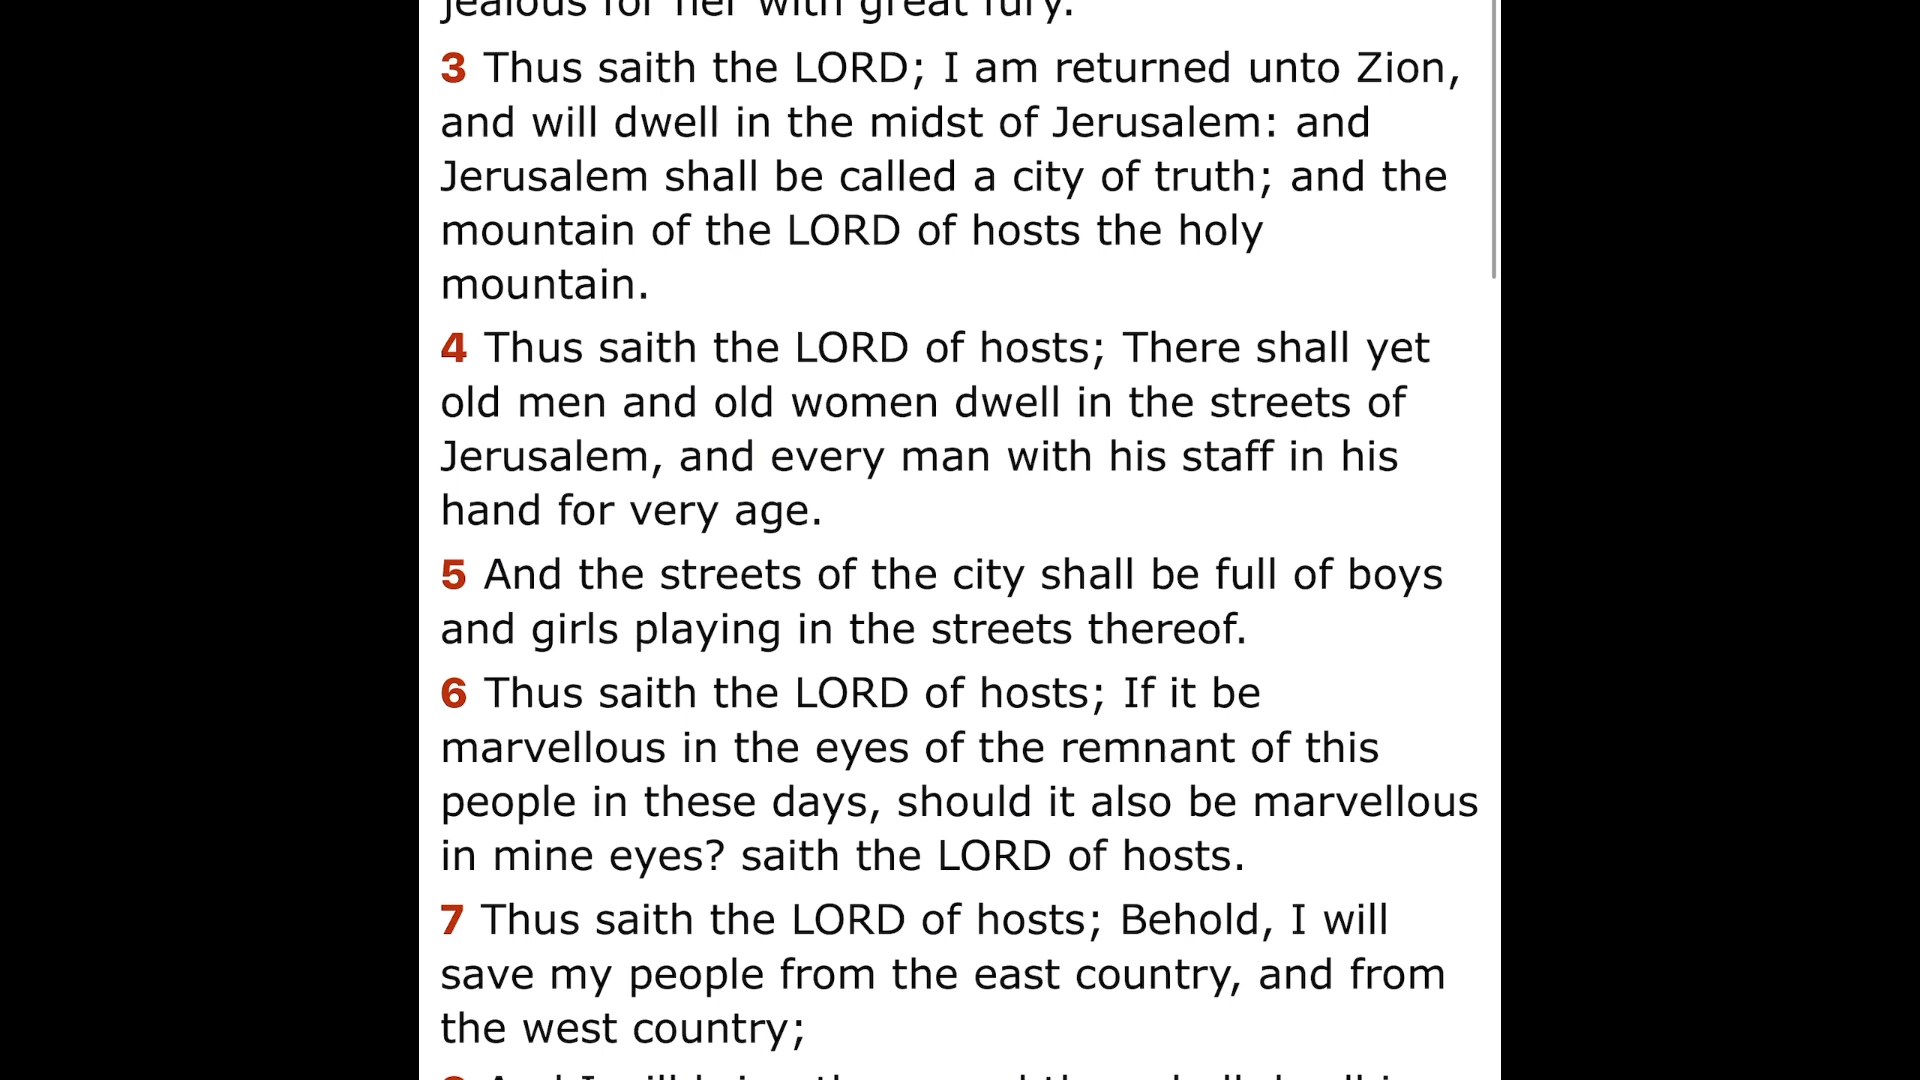 jealous for her with great fury.
3 Thus saith the LORD; I am returned unto Zion,
and will dwell in the midst of Jerusalem: and
Jerusalem shall be called a city of truth; and the
mountain of the LORD of hosts the holy
mountain.
4 Thus saith the LORD of hosts; There shall yet
old men and old women dwell in the streets of
Jerusalem, and every man with his staff in his
hand for very age.
5 And the streets of the city shall be full of boys
and girls playing in the streets thereof.
6 Thus saith the LORD of hosts; If it be
marvellous in the eyes of the remnant of this
people in these days, should it also be marvellous
in mine eyes? saith the LORD of hosts.
7 Thus saith the LORD of hosts; Behold, I will
save my people from the east country, and from
the west country;